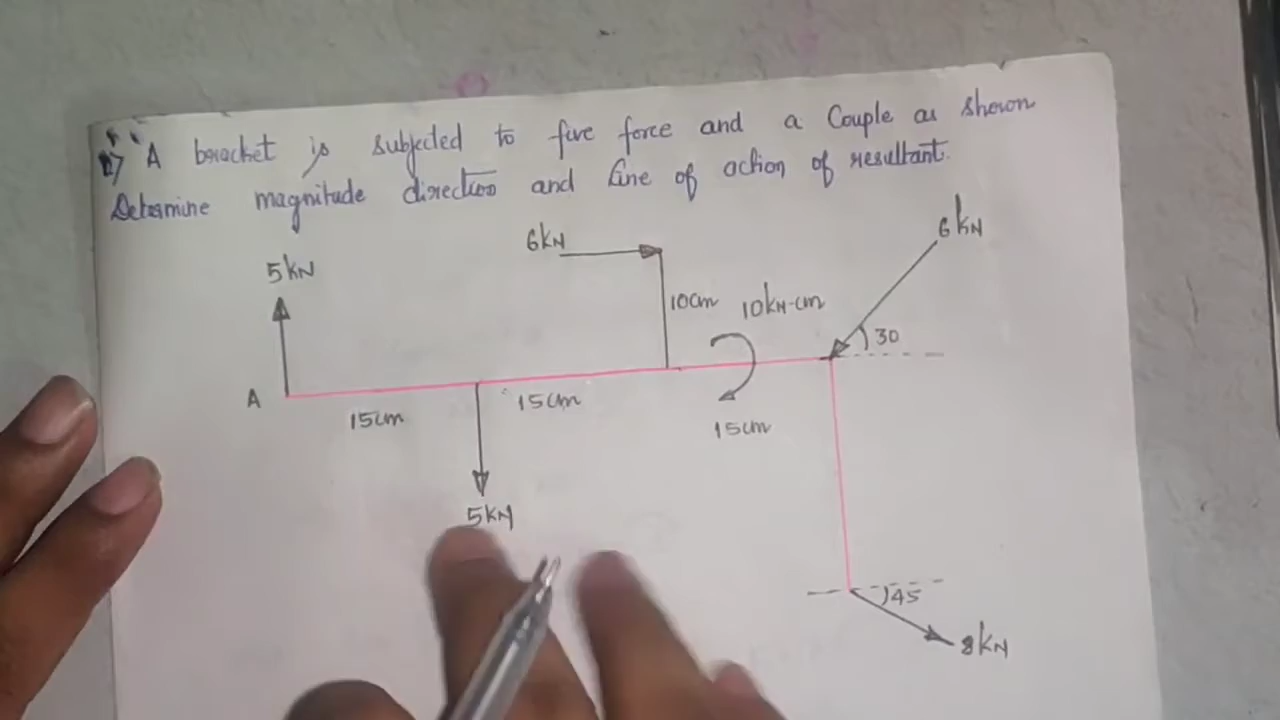 17) A bracket is subjected to five force and a Couple as shown
Determine magnitude direction and line of action of resultant.
6kN
6kN
5kN
10cm
10kN-cm
30
A
15cm
15cm
15cm
5kN
45
8kN